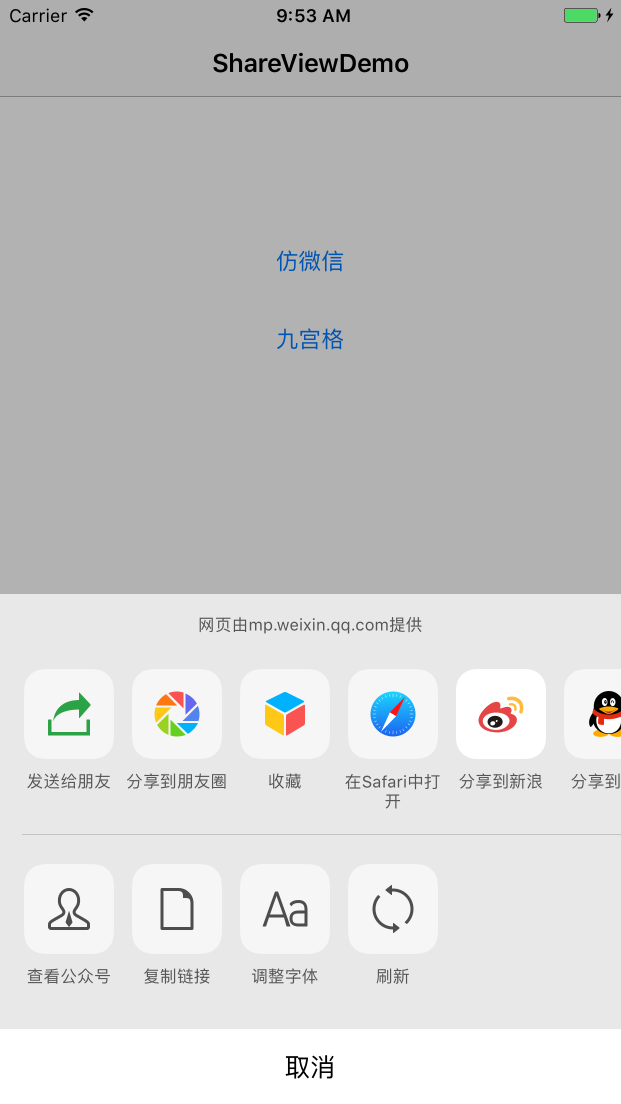 Carrier 9:53 AM
ShareViewDemo
仿微信
九宫格
网页由mp.weixin.qq.com提供
发送给朋友 分享到朋友圈 收藏 在Safari中打 分享到新浪 分享到
开
查看公众号 复制链接 调整字体 刷新
取消